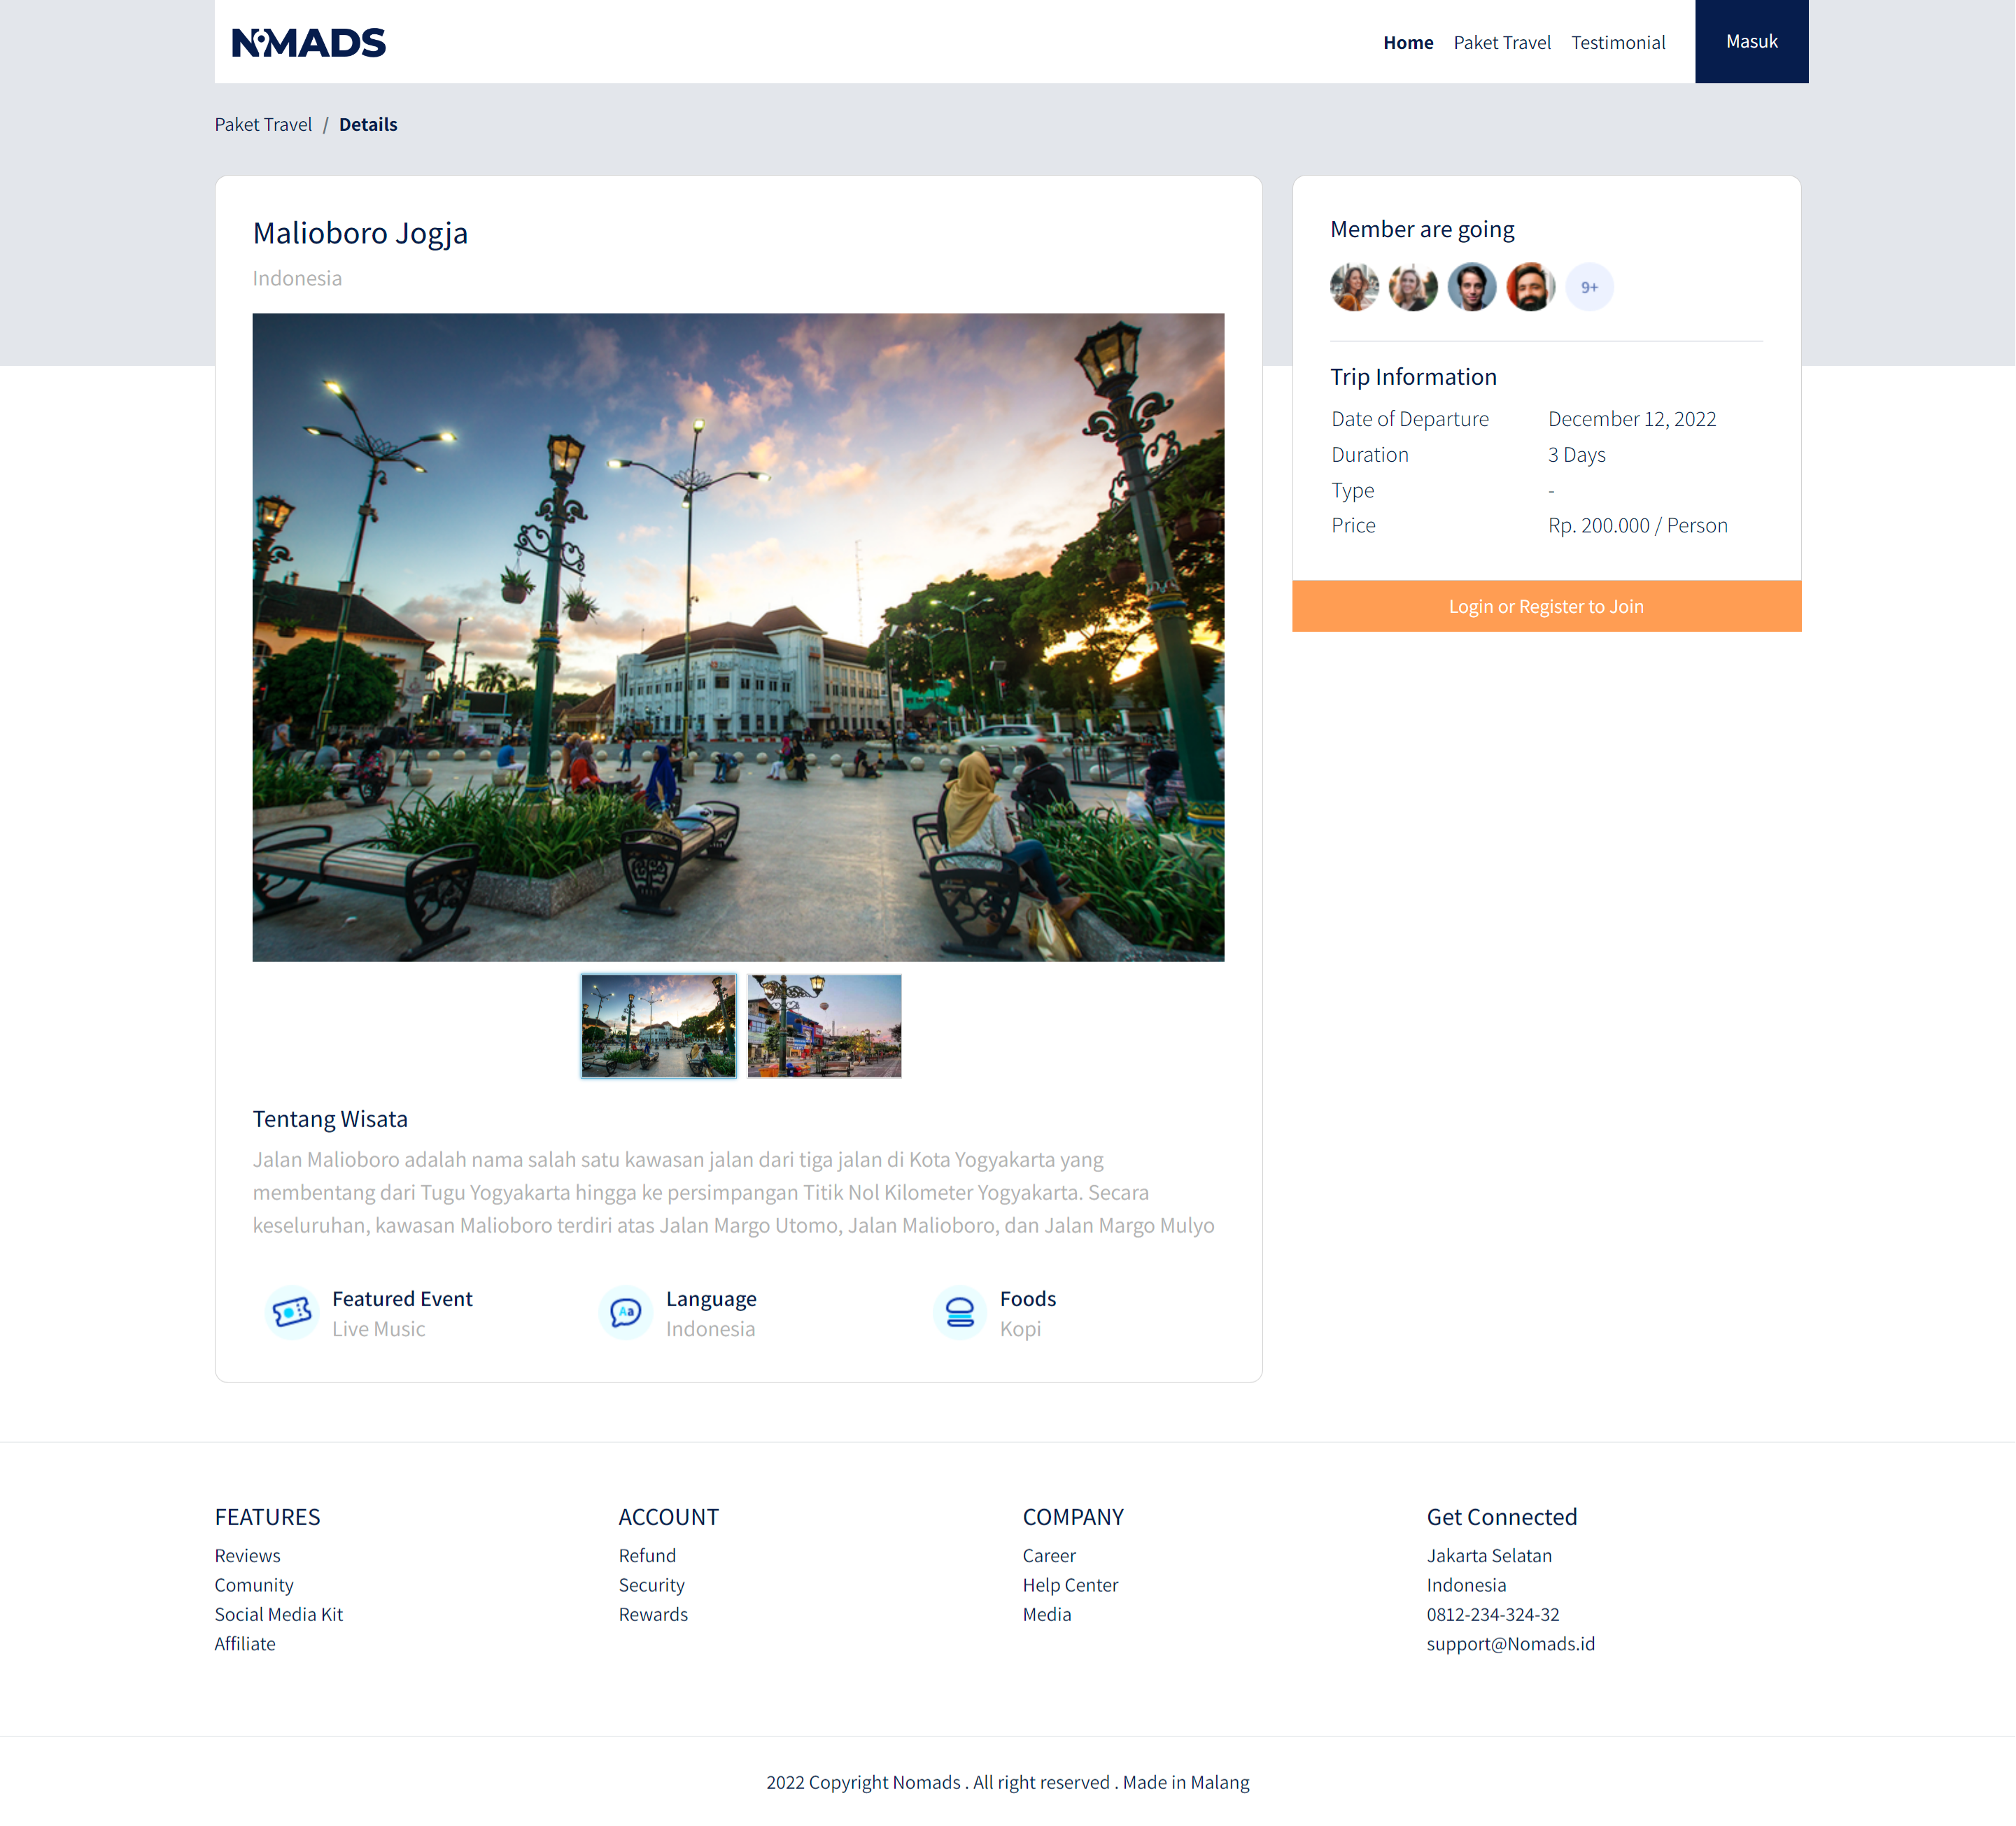 NOMADS
Home Paket Travel Testimonial Masuk
Paket Travel / Details
Malioboro Jogja
Indonesia
Member are going
9+
Trip Information
Date of Departure December 12, 2022
Duration 3 Days
Type -
Price Rp. 200.000 / Person
Login or Register to Join
Tentang Wisata
Jalan Malioboro adalah nama salah satu kawasan jalan dari tiga jalan di Kota Yogyakarta yang
membentang dari Tugu Yogyakarta hingga ke persimpangan Titik Nol Kilometer Yogyakarta. Secara
keseluruhan, kawasan Malioboro terdiri atas Jalan Margo Utomo, Jalan Malioboro, dan Jalan Margo Mulyo
Featured Event
Live Music
Aa
Language
Indonesia
Foods
Kopi
FEATURES
Reviews
Comunity
Social Media Kit
Affiliate
ACCOUNT
Refund
Security
Rewards
COMPANY
Career
Help Center
Media
Get Connected
Jakarta Selatan
Indonesia
0812-234-324-32
support@Nomads.id
2022 Copyright Nomads . All right reserved . Made in Malang